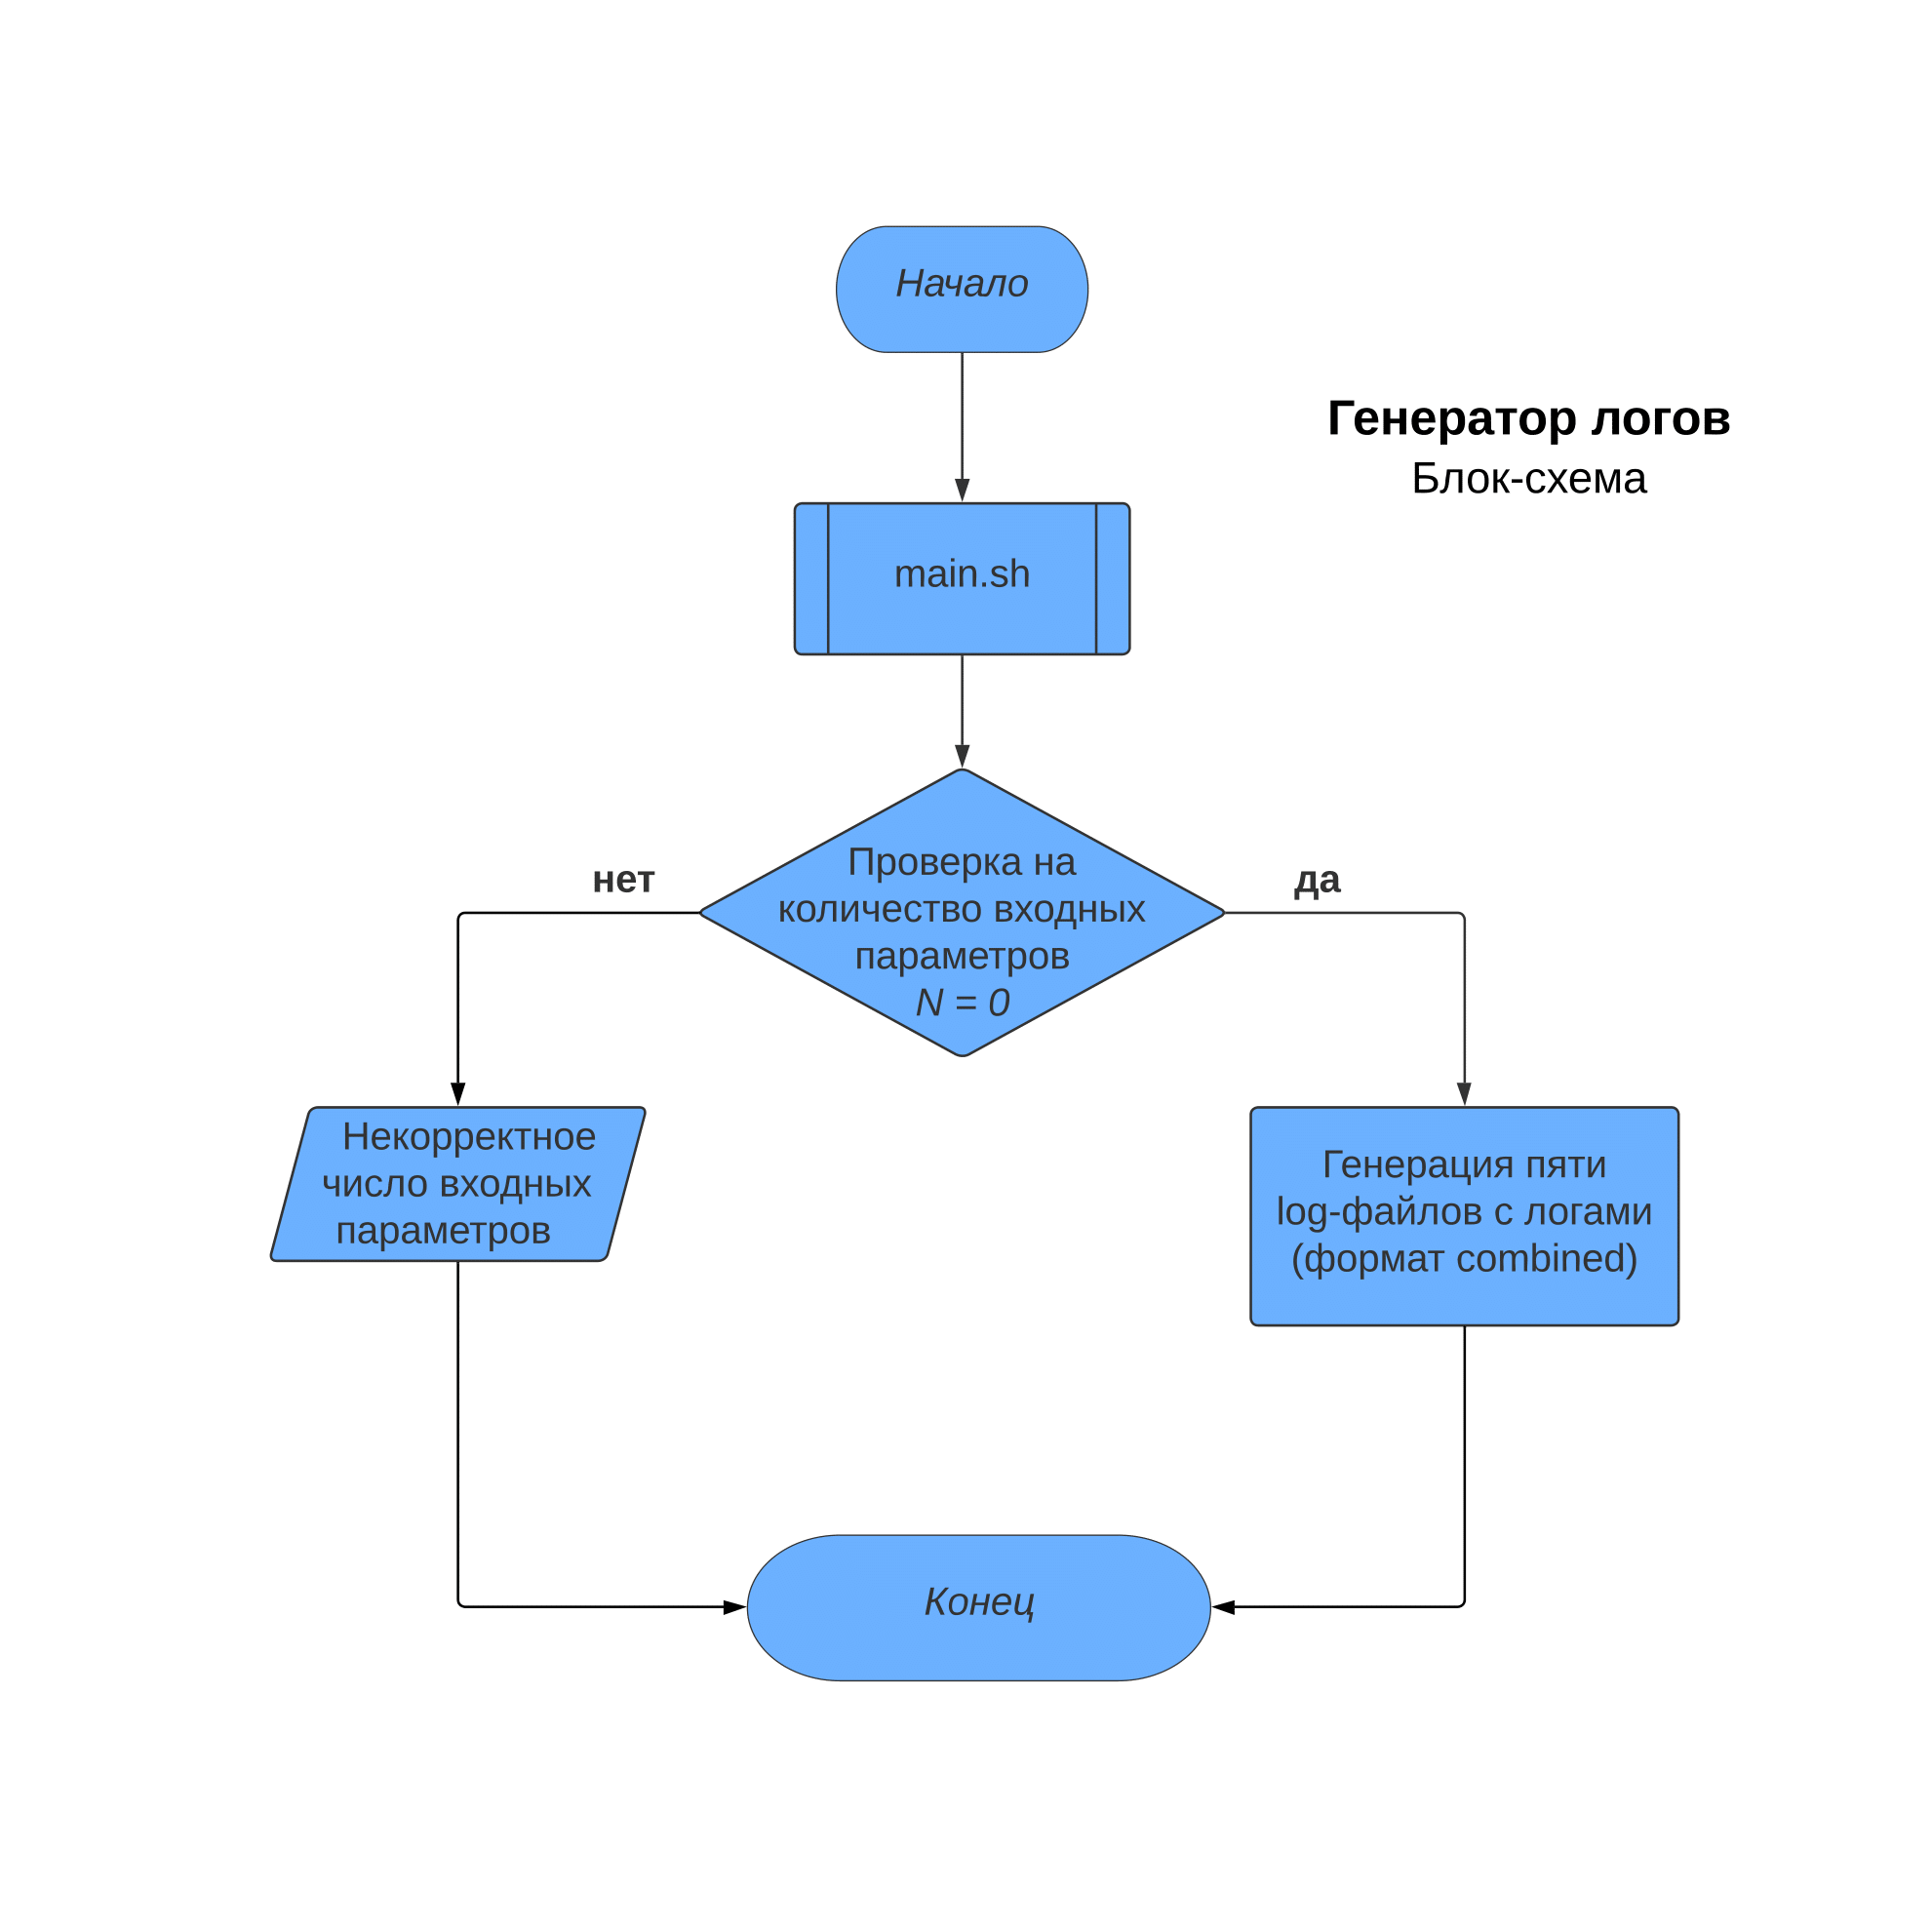 Начало
Генератор логов
Блок-схема
main.sh
нет
да
Проверка на
количество входных
параметров
N = 0
Некорректное
число входных
параметров
Генерация пяти
log-файлов с логами
(формат combined)
Конец